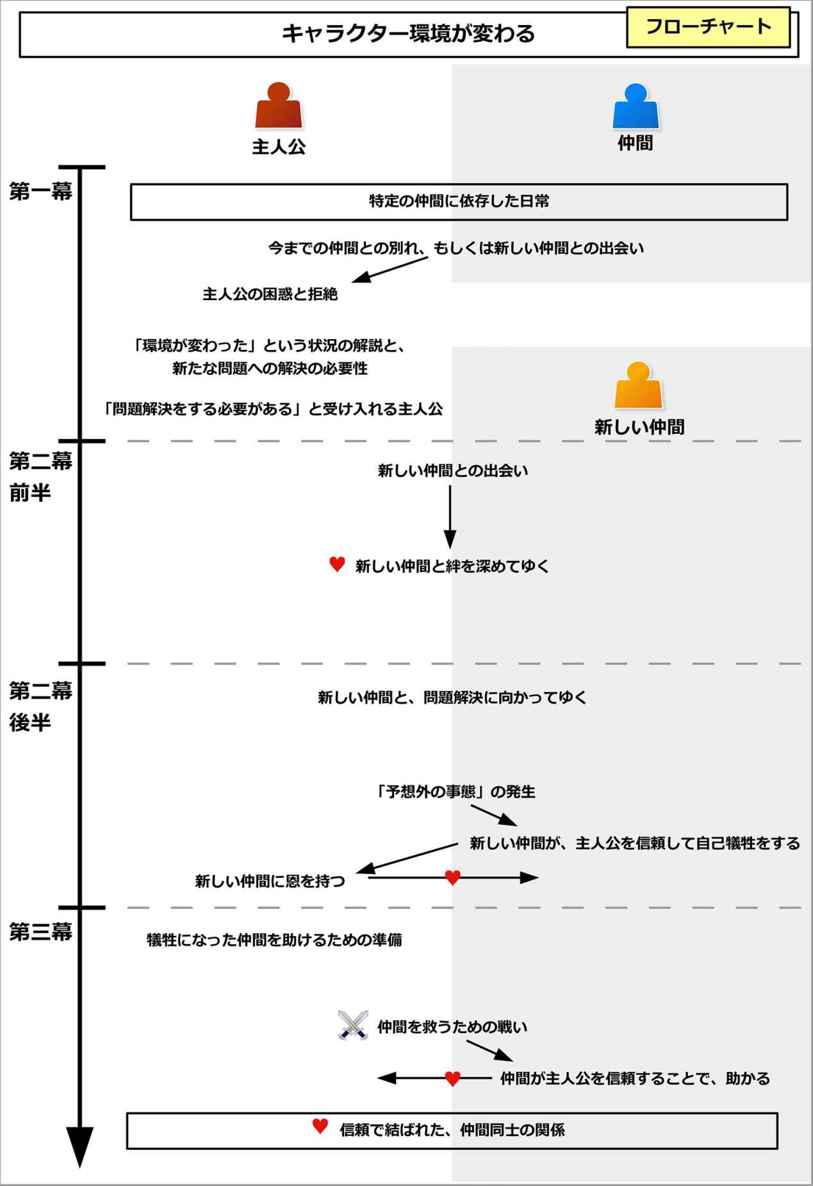 キャラクター環境が変わる
フローチャート
主人公
仲間
第一幕
特定の仲間に依存した日常
今までの仲間との別れ、もしくは新しい仲間との出会い
主人公の困惑と拒絶
「環境が変わった」という状況の解説と、
新たな問題への解決の必要性
新しい仲間
「問題解決をする必要がある」と受け入れる主人公
第二幕
前半
新しい仲間との出会い
新しい仲間と絆を深めてゆく
第二幕
後半
新しい仲間と、問題解決に向かってゆく
「予想外の事態」の発生
新しい仲間が、主人公を信頼して自己犠牲をする
新しい仲間に恩を持つ
第三幕
犠牲になった仲間を助けるための準備
仲間を救うための戦い
仲間が主人公を信頼することで、助かる
信頼で結ばれた、仲間同士の関係